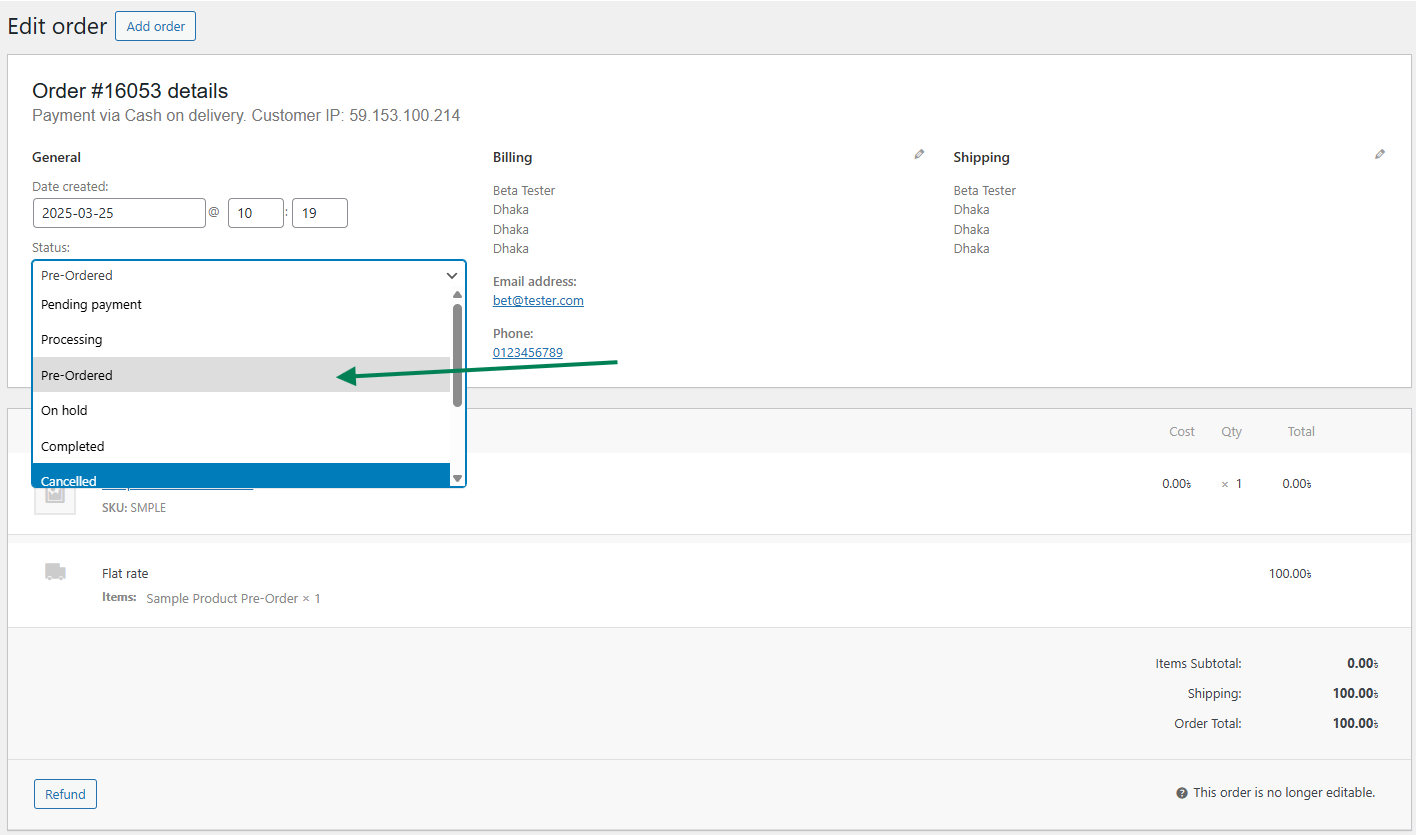 Edit order
Add order
Order #16053 details
Payment via Cash on delivery. Customer IP: 59.153.100.214
General
Date created:
2025-03-25 @ 10 : 19
Status:
Pre-Ordered
Pending payment
Processing
Pre-Ordered
On hold
Completed
Cancelled
Billing
Beta Tester
Dhaka
Dhaka
Dhaka
Email address:
bet@tester.com
Phone:
0123456789
Shipping
Beta Tester
Dhaka
Dhaka
Dhaka
Cost Qty Total
0.00৳ × 1 0.00৳
SKU: SMPLE
Flat rate 100.00৳
Items: Sample Product Pre-Order × 1
Items Subtotal: 0.00৳
Shipping: 100.00৳
Order Total: 100.00৳
Refund
This order is no longer editable.